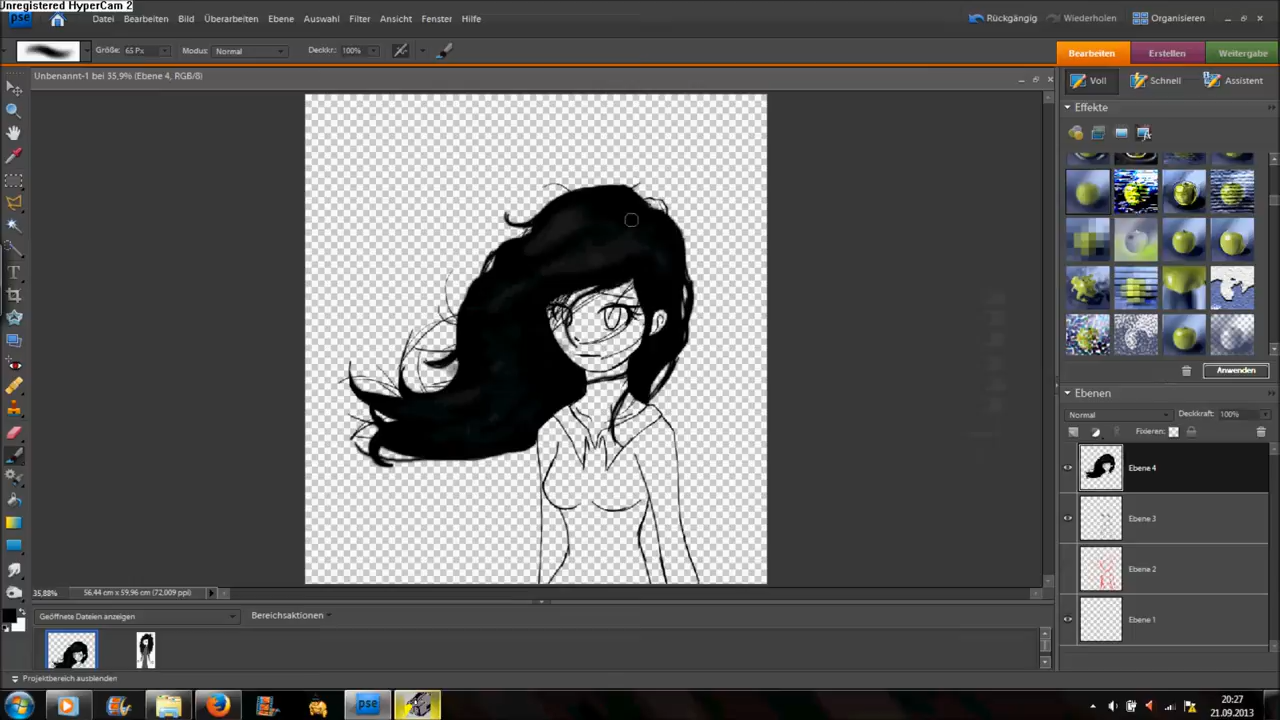 Unregistered HyperCam 2
pse
Datei Bearbeiten Bild Überarbeiten Ebene Auswahl Filter Ansicht Fenster Hilfe
Rückgängig Wiederholen Organisieren
Größe: 65 Px Modus: Normal Deckkr.: 100%
Bearbeiten Erstellen Weitergabe
Unbenannt-1 bei 35,9% (Ebene 4, RGB/8)
Voll Schnell Assistent
Effekte
Anwenden
Ebenen
Normal Deckkraft: 100%
Fixieren:
Ebene 4
Ebene 3
Ebene 2
Ebene 1
35,88% 56,44 cm x 59,96 cm (72,009 ppi)
Geöffnete Dateien anzeigen Bereichsaktionen
Projektbereich ausblenden
pse
20:27
21.09.2013